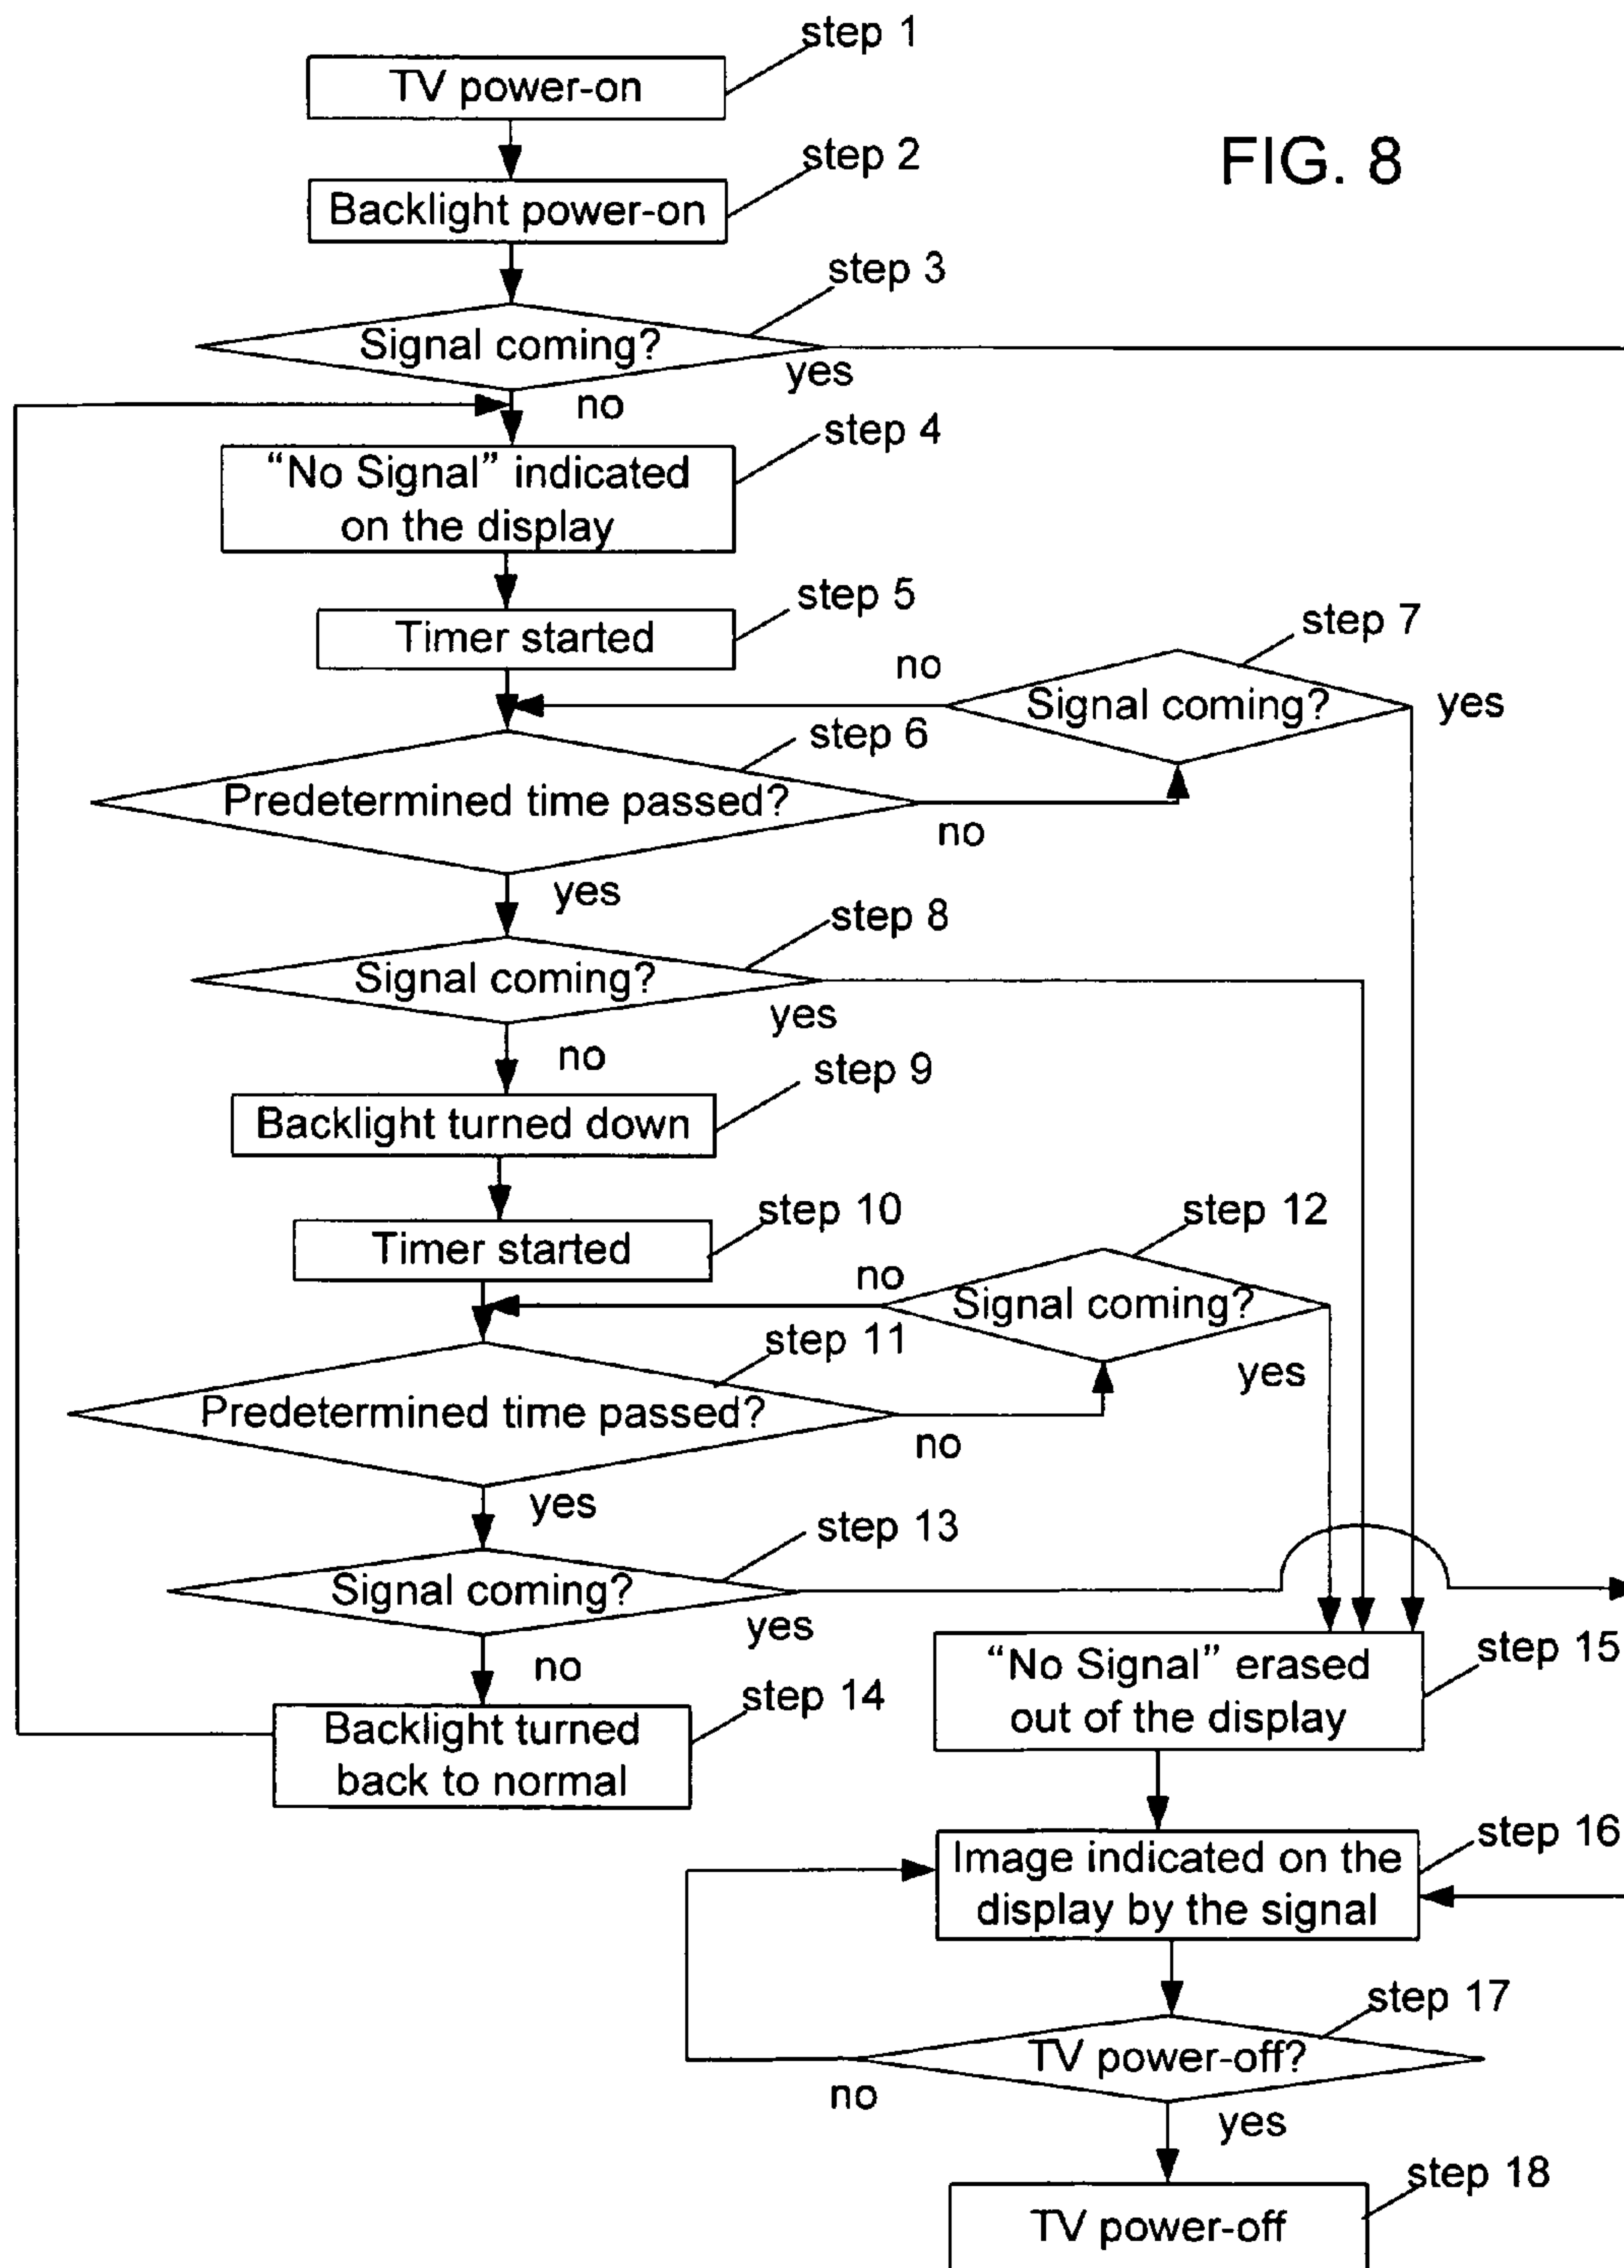 step 1
TV power-on
FIG. 8
step 2
Backlight power-on
step 3
Signal coming?
yes
no
step 4
“No Signal” indicated
on the display
step 5
Timer started
step 7
no
Signal coming?
yes
step 6
Predetermined time passed?
no
yes
step 8
Signal coming?
yes
no
step 9
Backlight turned down
step 10
Timer started
step 12
no
Signal coming?
yes
step 11
Predetermined time passed?
no
yes
step 13
Signal coming?
yes
no
step 14
Backlight turned
back to normal
step 15
“No Signal” erased
out of the display
step 16
Image indicated on the
display by the signal
step 17
TV power-off?
no
yes
step 18
TV power-off